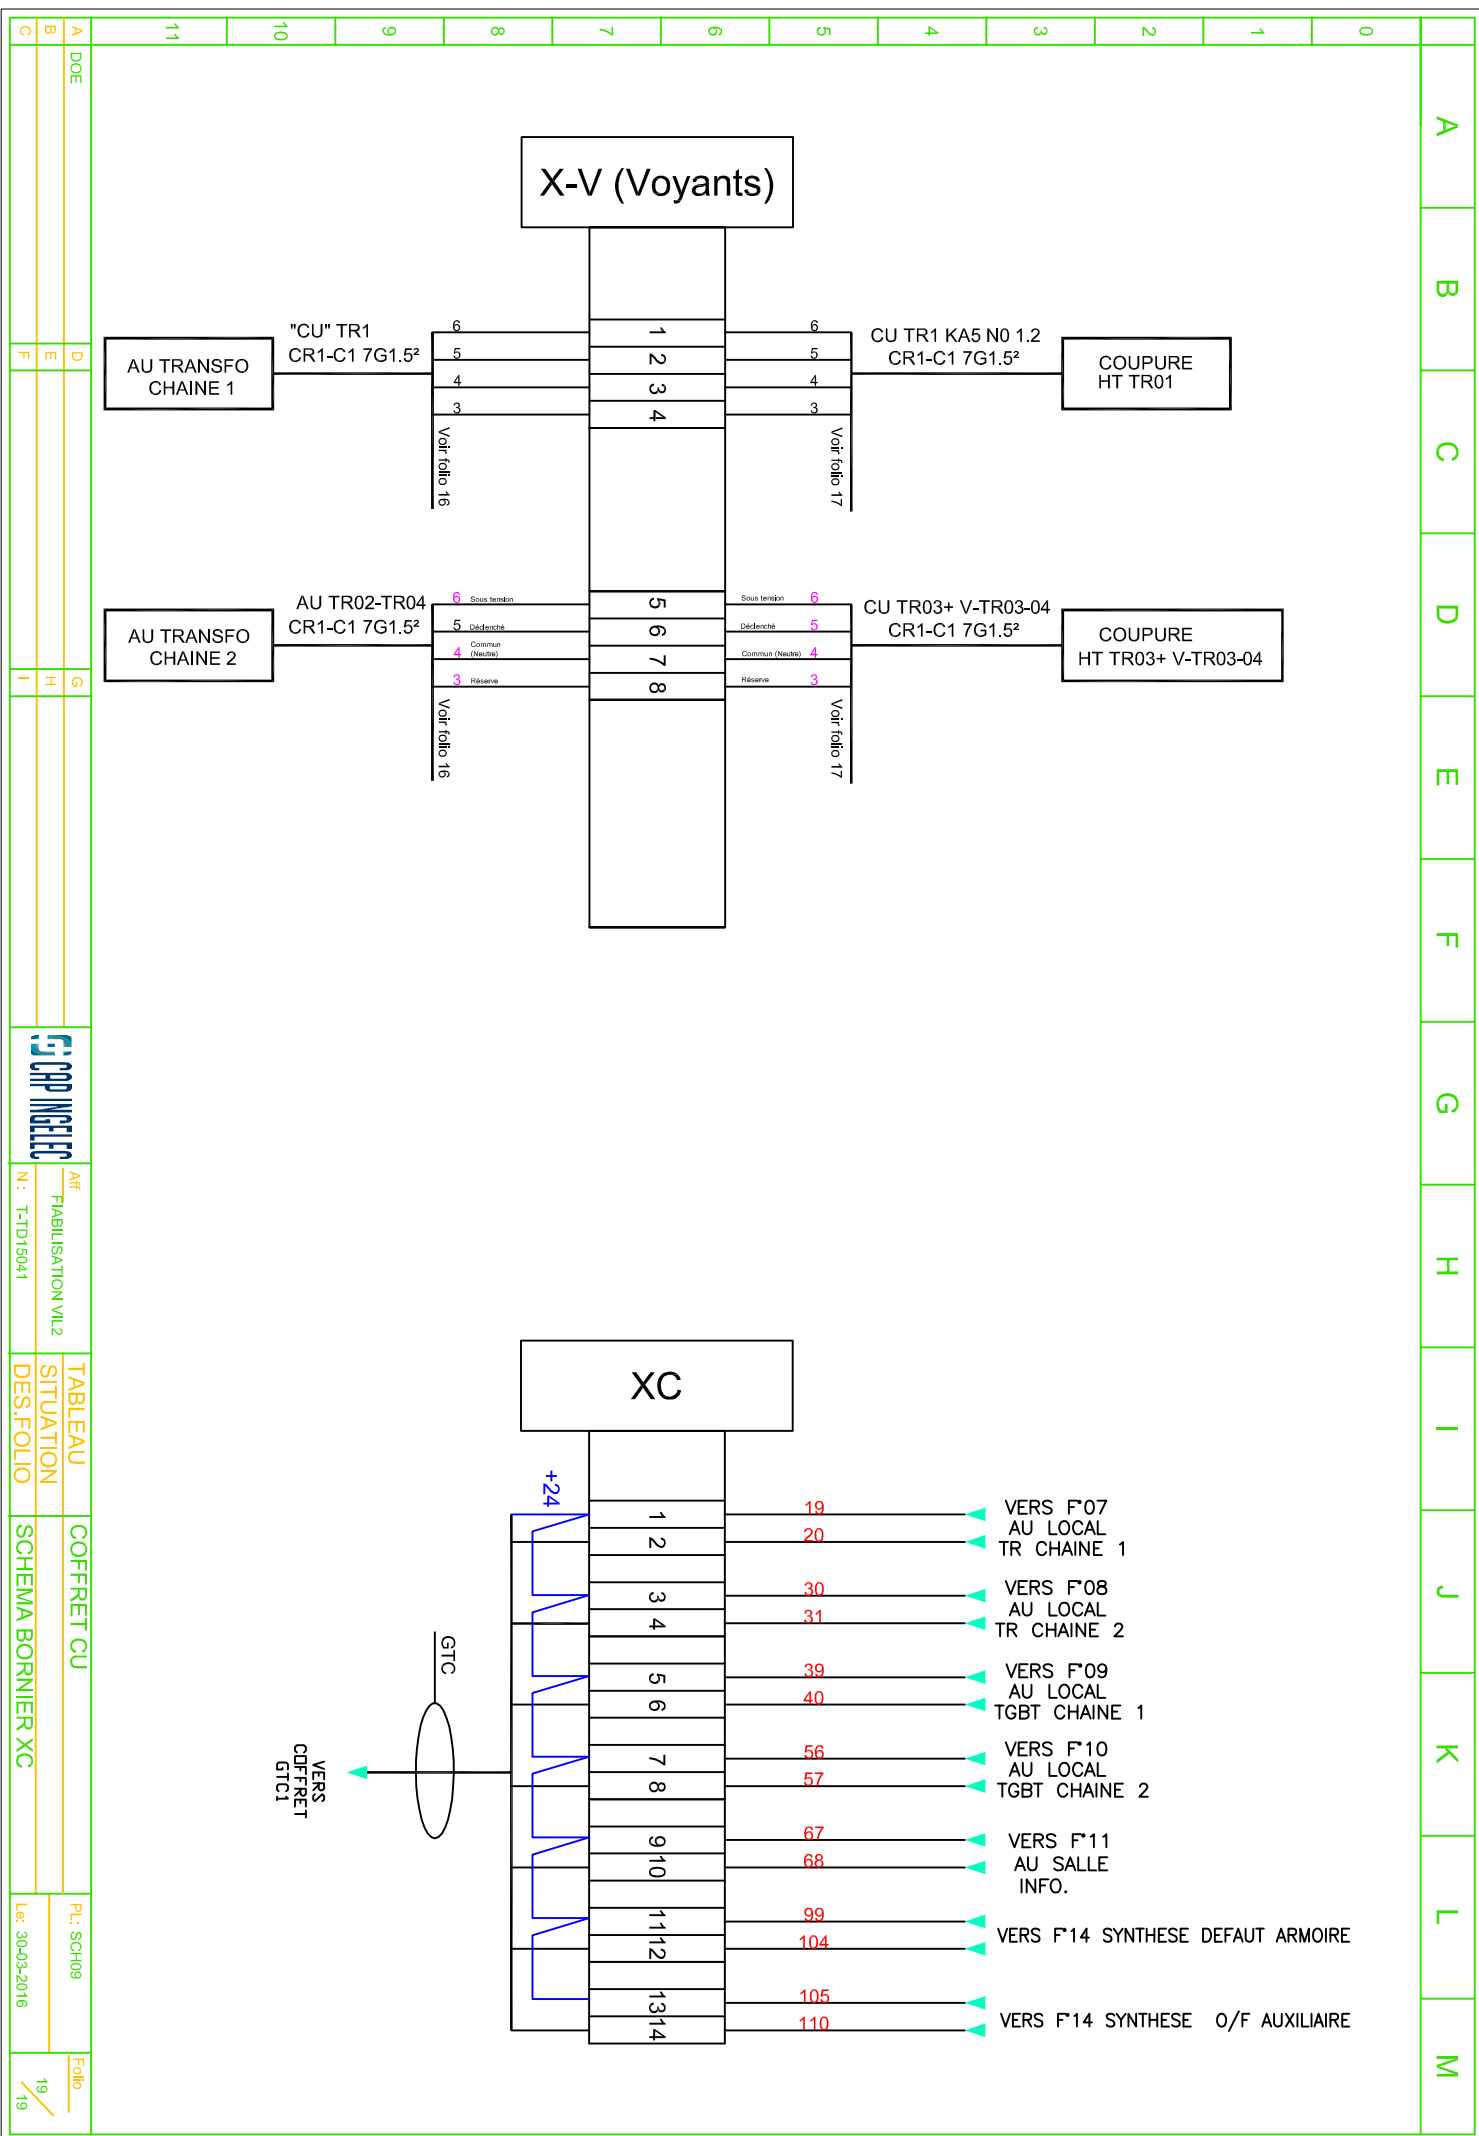 A
B
C
D
E
F
G
H
I
J
K
L
M
0
1
2
3
4
5
6
7
8
9
10
11
X-V (Voyants)
1
2
3
4
5
6
7
8
AU TRANSFO
CHAINE 1
"CU" TR1
CR1-C1 7G1.5²
6
5
4
3
Voir folio 16
6
5
4
3
Voir folio 17
CU TR1 KA5 N0 1.2
CR1-C1 7G1.5²
COUPURE
HT TR01
AU TRANSFO
CHAINE 2
AU TR02-TR04
CR1-C1 7G1.5²
6 Sous tension
5 Déclenché
4 Commun
(Neutre)
3 Réserve
Voir folio 16
Sous tension 6
Déclenché 5
Commun (Neutre) 4
Réserve 3
Voir folio 17
CU TR03+ V-TR03-04
CR1-C1 7G1.5²
COUPURE
HT TR03+ V-TR03-04
XC
+24
1
2
3
4
5
6
7
8
9
10
11
12
13
14
19
20
30
31
39
40
56
57
67
68
99
104
105
110
VERS F°07
AU LOCAL
TR CHAINE 1
VERS F°08
AU LOCAL
TR CHAINE 2
VERS F°09
AU LOCAL
TGBT CHAINE 1
VERS F°10
AU LOCAL
TGBT CHAINE 2
VERS F°11
AU SALLE
INFO.
VERS F°14 SYNTHESE DEFAUT ARMOIRE
VERS F°14 SYNTHESE O/F AUXILIAIRE
GTC
VERS
COFFRET
GTC1
A DOE
B
C
D
E
F
G
H
I
CAP INGELEC
Aff
FIABILISATION VIL2
N : T-TD15041
TABLEAU
SITUATION
DES.FOLIO
COFFRET CU
SCHEMA BORNIER XC
PL: SCH09
Le: 30-03-2016
Folio
19
19